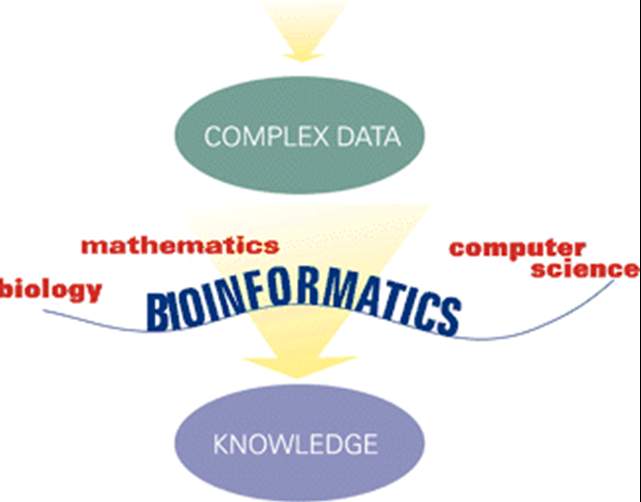 COMPLEX DATA
mathematics
computer
science
biology
BIOINFORMATICS
KNOWLEDGE